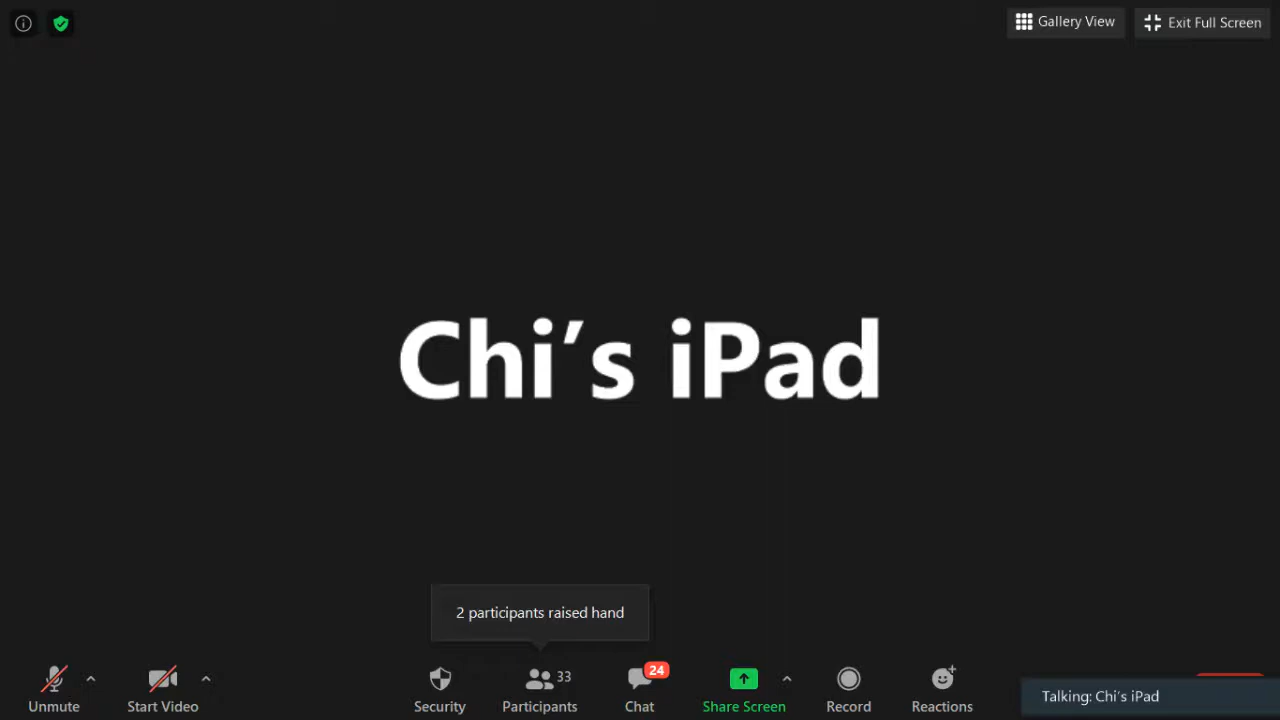 Gallery View
Exit Full Screen
Chi’s iPad
2 participants raised hand
33
24
Unmute
Start Video
Security
Participants
Chat
Share Screen
Record
Reactions
Talking: Chi’s iPad